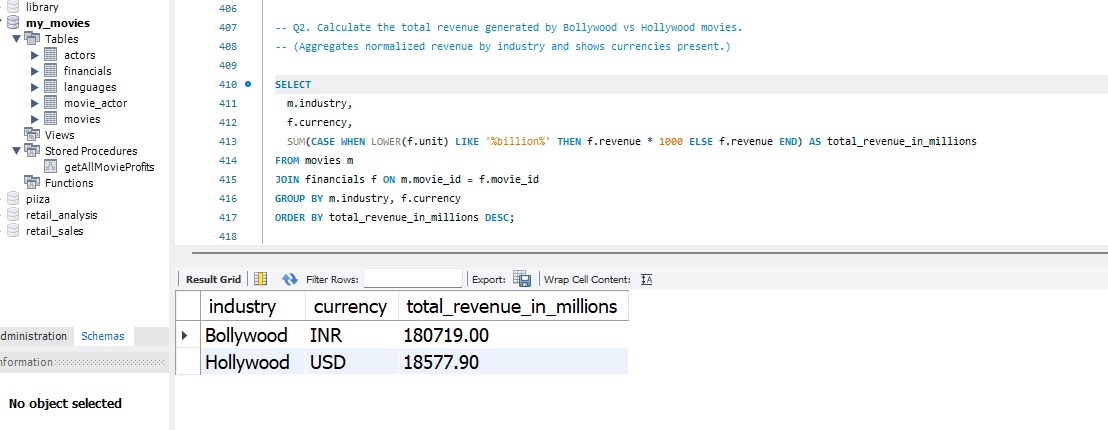 library
my_movies
Tables
actors
financials
languages
movie_actor
movies
Views
Stored Procedures
getAllMovieProfits
Functions
piiza
retail_analysis
retail_sales
dministration Schemas
nformation
No object selected
406
407 -- Q2. Calculate the total revenue generated by Bollywood vs Hollywood movies.
408 -- (Aggregates normalized revenue by industry and shows currencies present.)
409
410 SELECT
411 m.industry,
412 f.currency,
413 SUM(CASE WHEN LOWER(f.unit) LIKE '%billion%' THEN f.revenue * 1000 ELSE f.revenue END) AS total_revenue_in_millions
414 FROM movies m
415 JOIN financials f ON m.movie_id = f.movie_id
416 GROUP BY m.industry, f.currency
417 ORDER BY total_revenue_in_millions DESC;
418
Result Grid Filter Rows: Export: Wrap Cell Content:
industry currency total_revenue_in_millions
Bollywood INR 180719.00
Hollywood USD 18577.90